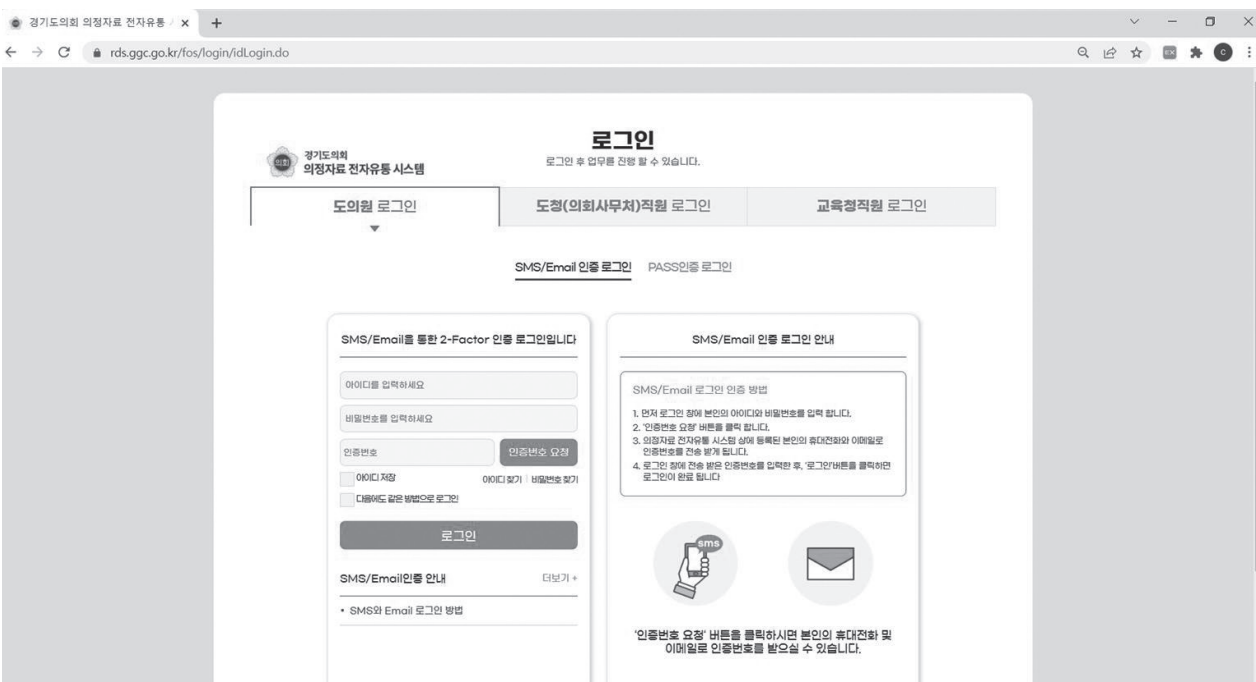 경기도의회 의정자료 전자유통
rds.ggc.go.kr/fos/login/idLogin.do
로그인
로그인 후 업무를 진행 할 수 있습니다.
의회
경기도의회
의정자료 전자유통 시스템
도의원 로그인
도청(의회사무처)직원 로그인
교육청직원 로그인
SMS/Email 인증 로그인
PASS인증 로그인
SMS/Email을 통한 2-Factor 인증 로그인입니다
아이디를 입력하세요
비밀번호를 입력하세요
인증번호
인증번호 요청
아이디 저장
아이디 찾기
비밀번호 찾기
다음에도 같은 방법으로 로그인
로그인
SMS/Email인증 안내
더보기 +
• SMS와 Email 로그인 방법
SMS/Email 인증 로그인 안내
SMS/Email 로그인 인증 방법
1. 먼저 로그인 창에 본인의 아이디와 비밀번호를 입력 합니다.
2. '인증번호 요청' 버튼을 클릭 합니다.
3. 의정자료 전자유통 시스템 상에 등록된 본인의 휴대전화와 이메일로
인증번호를 전송 받게 됩니다.
4. 로그인 창에 전송 받은 인증번호를 입력한 후, '로그인'버튼을 클릭하면
로그인이 완료 됩니다
sms
'인증번호 요청' 버튼을 클릭하시면 본인의 휴대전화 및
이메일로 인증번호를 받으실 수 있습니다.